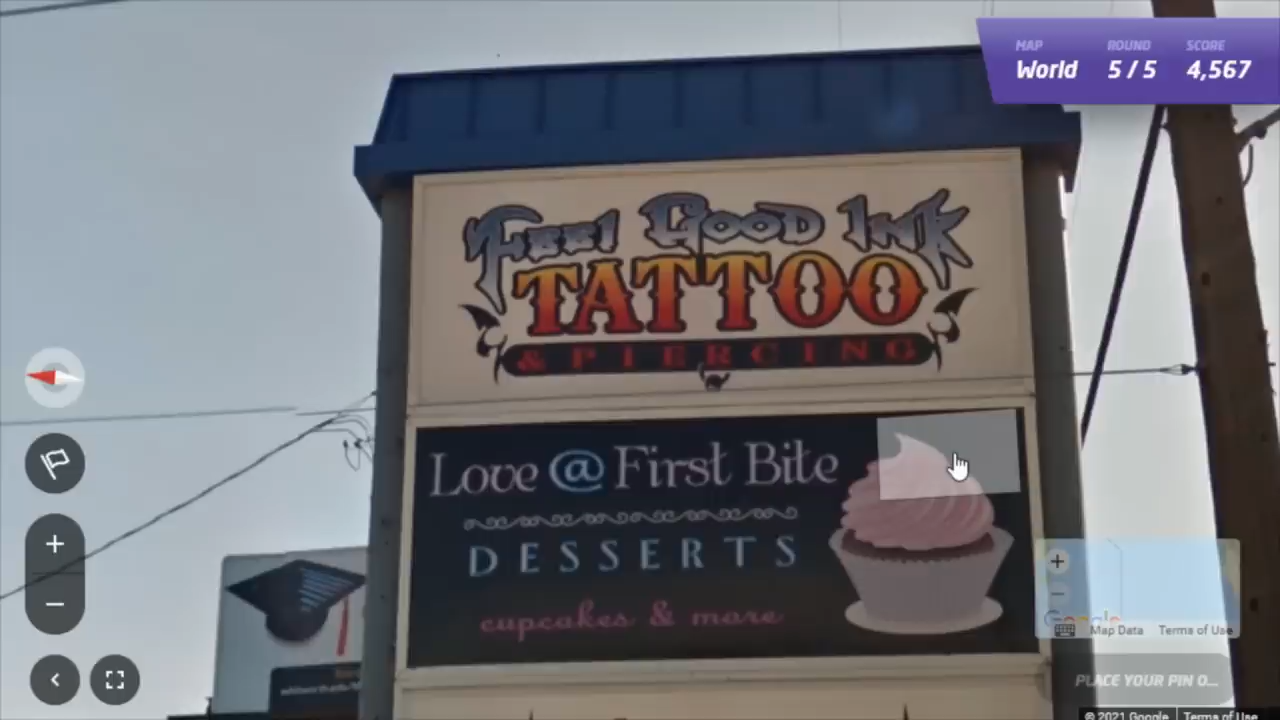 MAP
World
ROUND
5 / 5
SCORE
4,567
Feel Good Ink
TATTOO
& PIERCING
Love @ First Bite
DESSERTS
cupcakes & more
Google
Map Data
Terms of Use
PLACE YOUR PIN O...
© 2021 Google
Terms of Use